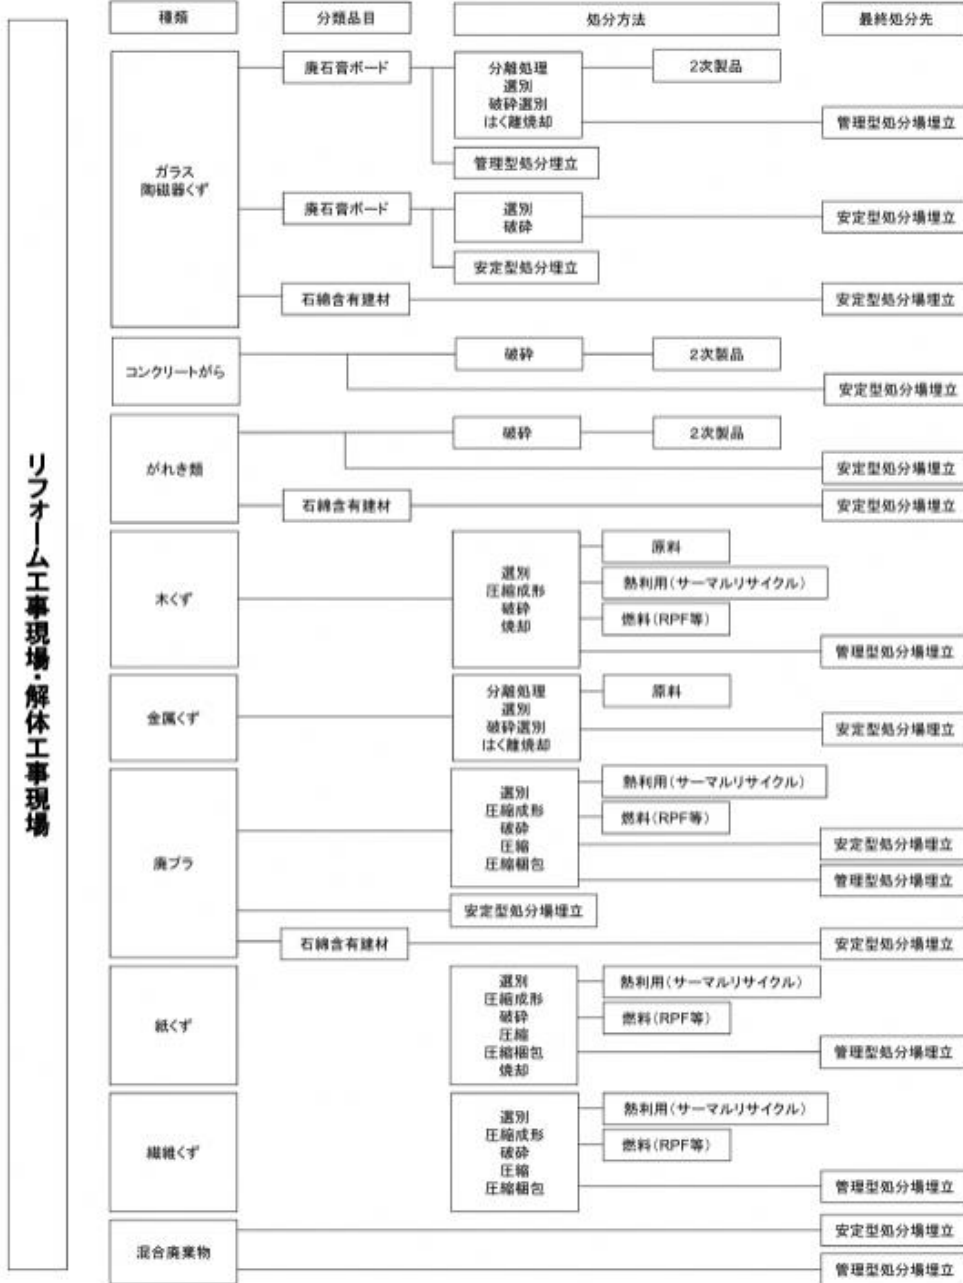 種類
分類品目
処分方法
最終処分先
リフォーム工事現場・解体工事現場
ガラス
陶磁器くず
廃石膏ボード
分離処理
選別
破砕選別
はく離焼却
2次製品
管理型処分場埋立
管理型処分埋立
廃石膏ボード
選別
破砕
安定型処分場埋立
安定型処分埋立
石綿含有建材
安定型処分場埋立
コンクリートがら
破砕
2次製品
安定型処分場埋立
がれき類
破砕
2次製品
安定型処分場埋立
石綿含有建材
安定型処分場埋立
木くず
選別
圧縮成形
破砕
焼却
原料
熱利用(サーマルリサイクル)
燃料(RPF等)
管理型処分場埋立
金属くず
分離処理
選別
破砕選別
はく離焼却
原料
安定型処分場埋立
廃プラ
選別
圧縮成形
破砕
圧縮
圧縮梱包
熱利用(サーマルリサイクル)
燃料(RPF等)
安定型処分場埋立
管理型処分場埋立
安定型処分場埋立
石綿含有建材
安定型処分場埋立
紙くず
選別
圧縮成形
破砕
圧縮
圧縮梱包
焼却
熱利用(サーマルリサイクル)
燃料(RPF等)
管理型処分場埋立
繊維くず
選別
圧縮成形
破砕
圧縮
圧縮梱包
熱利用(サーマルリサイクル)
燃料(RPF等)
管理型処分場埋立
混合廃棄物
安定型処分場埋立
管理型処分場埋立